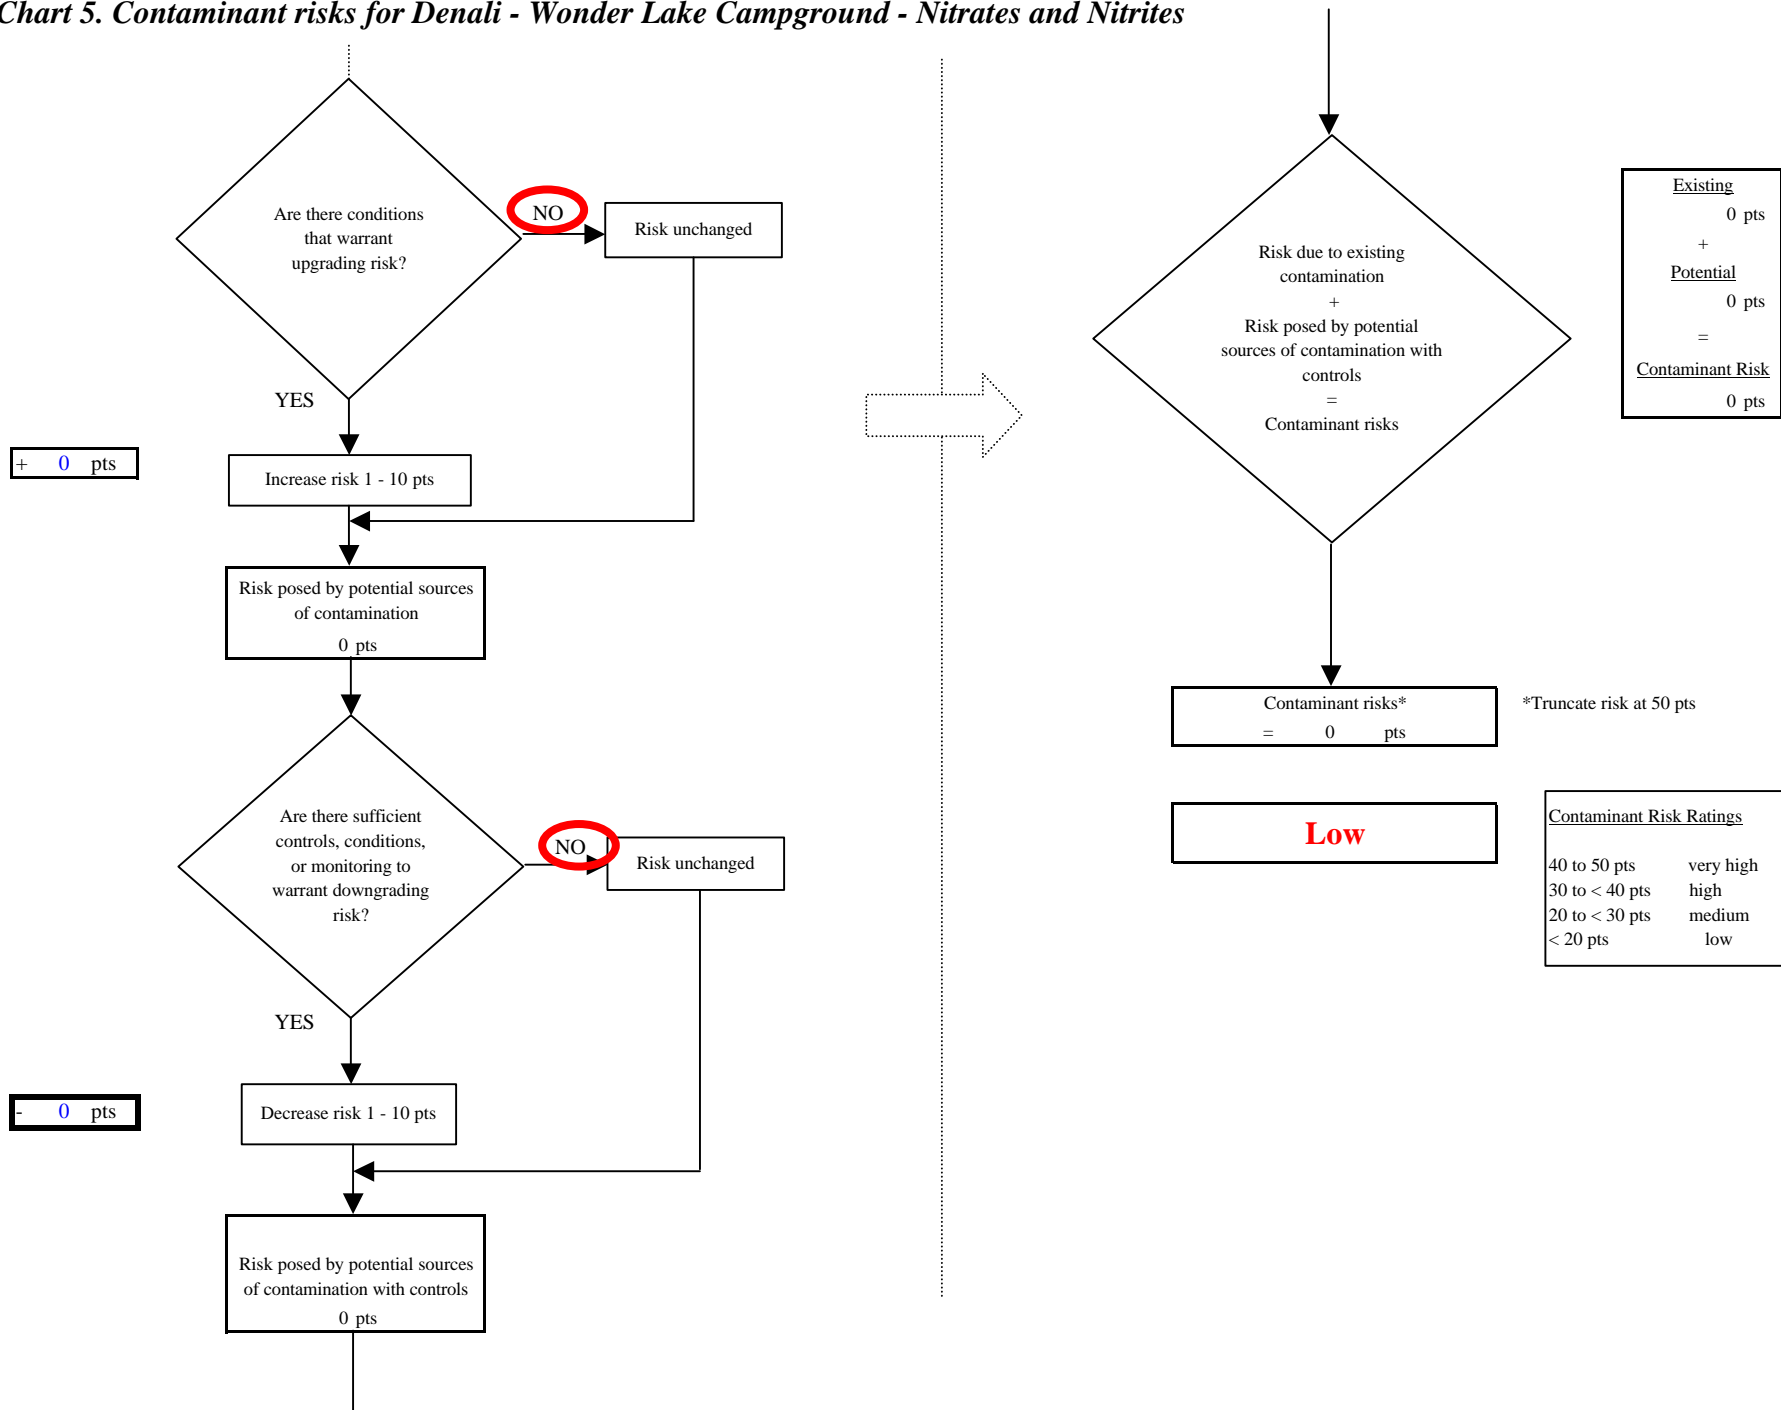 Chart 5. Contaminant risks for Denali - Wonder Lake Campground - Nitrates and Nitrites
Are there conditions
that warrant
upgrading risk?
NO
Risk unchanged
YES
+ 0 pts
Increase risk 1 - 10 pts
Risk posed by potential sources
of contamination
0 pts
Are there sufficient
controls, conditions,
or monitoring to
warrant downgrading
risk?
NO
Risk unchanged
YES
- 0 pts
Decrease risk 1 - 10 pts
Risk posed by potential sources
of contamination with controls
0 pts
Risk due to existing
contamination
+
Risk posed by potential
sources of contamination with
controls
=
Contaminant risks
Existing
0 pts
+
Potential
0 pts
=
Contaminant Risk
0 pts
Contaminant risks*
= 0 pts
*Truncate risk at 50 pts
Low
Contaminant Risk Ratings
40 to 50 pts very high
30 to < 40 pts high
20 to < 30 pts medium
< 20 pts low